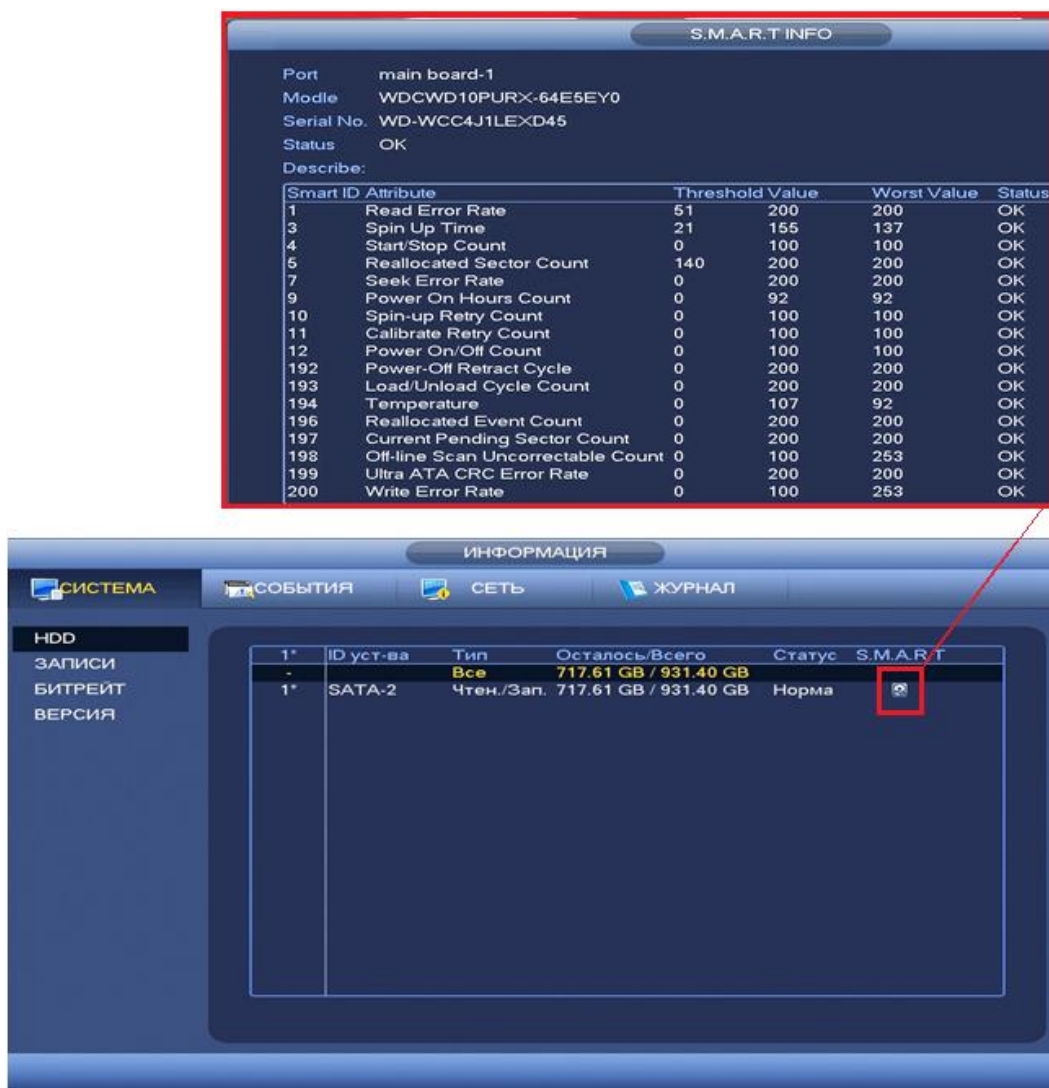 S.M.A.R.T INFO
Port main board-1
Modle WDCWD10PURX-64E5EY0
Serial No. WD-WCC4J1LEXD45
Status OK
Describe:
Smart ID Attribute Threshold Value Worst Value Status
1 Read Error Rate 51 200 200 OK
3 Spin Up Time 21 155 137 OK
4 Start/Stop Count 0 100 100 OK
5 Reallocated Sector Count 140 200 200 OK
7 Seek Error Rate 0 200 200 OK
9 Power On Hours Count 0 92 92 OK
10 Spin-up Retry Count 0 100 100 OK
11 Calibrate Retry Count 0 100 100 OK
12 Power On/Off Count 0 100 100 OK
192 Power-Off Retract Cycle 0 200 200 OK
193 Load/Unload Cycle Count 0 200 200 OK
194 Temperature 0 107 92 OK
196 Reallocated Event Count 0 200 200 OK
197 Current Pending Sector Count 0 200 200 OK
198 Off-line Scan Uncorrectable Count 0 100 253 OK
199 Ultra ATA CRC Error Rate 0 200 200 OK
200 Write Error Rate 0 100 253 OK
ИНФОРМАЦИЯ
СИСТЕМА СОБЫТИЯ СЕТЬ ЖУРНАЛ
HDD
ЗАПИСИ
БИТРЕЙТ
ВЕРСИЯ
1* ID уст-ва Тип Осталось/Всего Статус S.M.A.R.T
- Все 717.61 GB / 931.40 GB
1* SATA-2 Чтен./Зап. 717.61 GB / 931.40 GB Норма